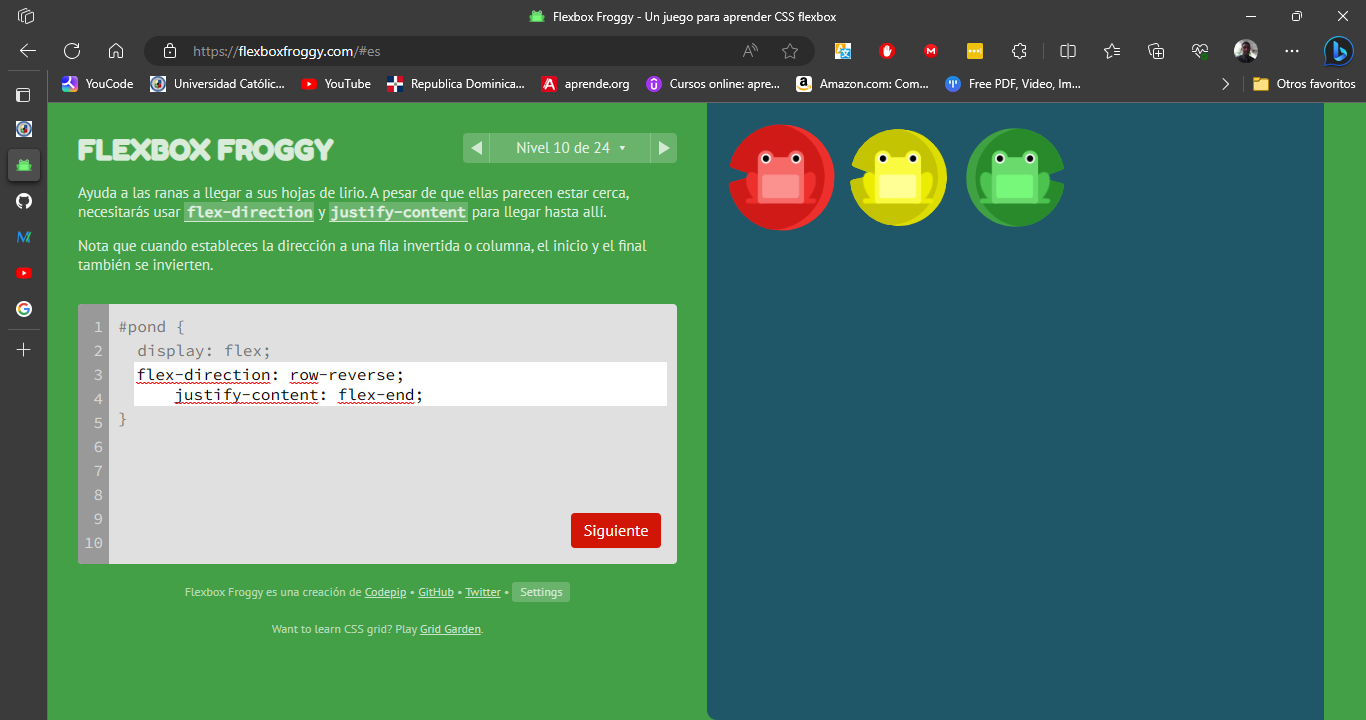 Flexbox Froggy - Un juego para aprender CSS flexbox
https://flexboxfroggy.com/#es
YouCode
Universidad Católic...
YouTube
Republica Dominica...
aprende.org
Cursos online: apre...
Amazon.com: Com...
Free PDF, Video, Im...
Otros favoritos
FLEXBOX FROGGY
Nivel 10 de 24
Ayuda a las ranas a llegar a sus hojas de lirio. A pesar de que ellas parecen estar cerca,
necesitarás usar flex-direction y justify-content para llegar hasta allí.
Nota que cuando estableces la dirección a una fila invertida o columna, el inicio y el final
también se invierten.
1 #pond {
2 display: flex;
3 flex-direction: row-reverse;
4 justify-content: flex-end;
5 }
6
7
8
9
10
Siguiente
Flexbox Froggy es una creación de Codepip • GitHub • Twitter • Settings
Want to learn CSS grid? Play Grid Garden.